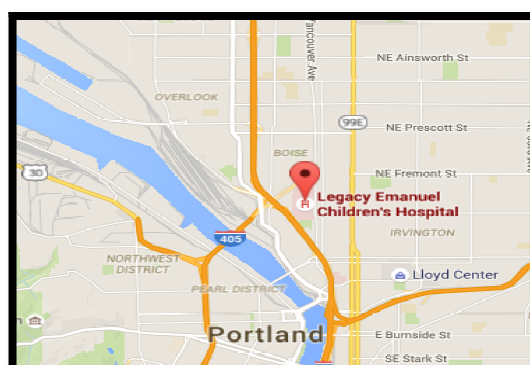 Vancouver Ave
NE Ainsworth St
OVERLOOK
99E
NE Prescott St
BOISE
30
NE Fremont St
Legacy Emanuel
Children's Hospital
IRVINGTON
405
NORTHWEST
DISTRICT
Lloyd Center
PEARL DISTRICT
Portland
E Burnside St
SE Stark St